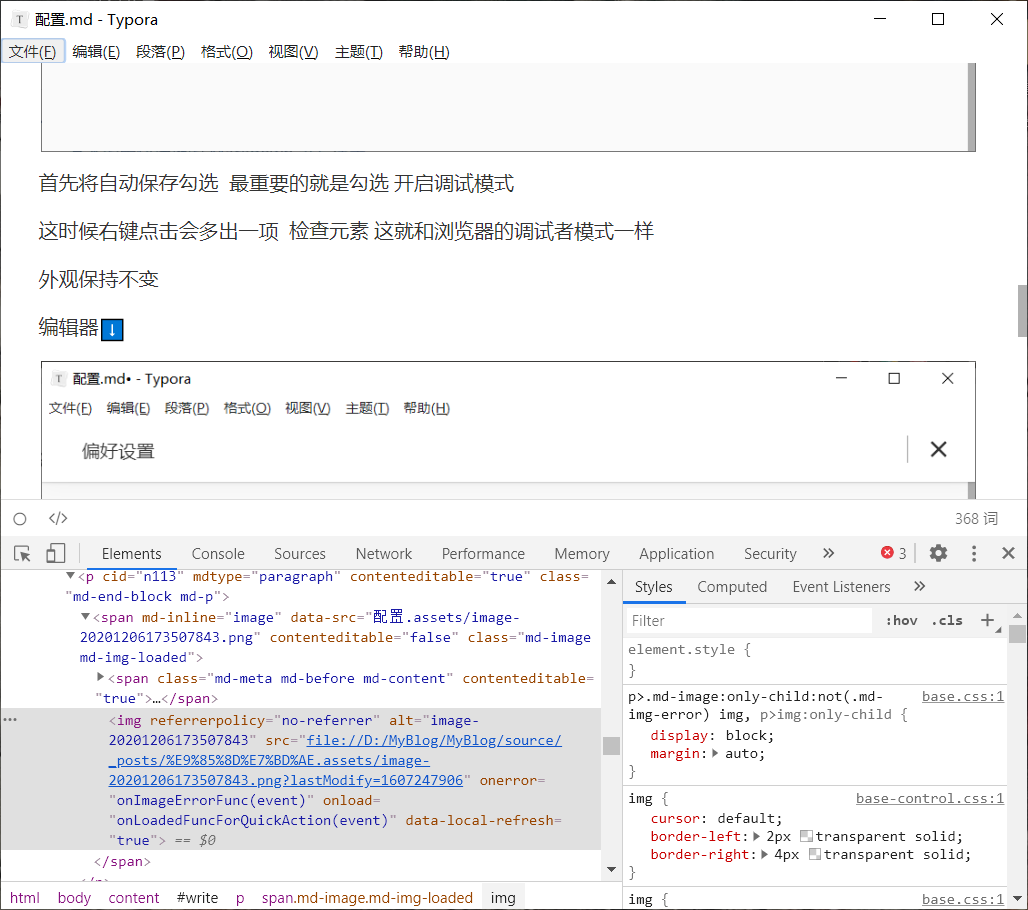 配置.md - Typora
文件(F) 编辑(E) 段落(P) 格式(O) 视图(V) 主题(T) 帮助(H)
首先将自动保存勾选 最重要的就是勾选 开启调试模式
这时候右键点击会多出一项 检查元素 这就和浏览器的调试者模式一样
外观保持不变
编辑器⬇️
配置.md• - Typora
文件(F) 编辑(E) 段落(P) 格式(O) 视图(V) 主题(T) 帮助(H)
偏好设置
</> 368 词
Elements Console Sources Network Performance Memory Application Security » 3
<p cid="n113" mdtype="paragraph" contenteditable="true" class=
"md-end-block md-p">
<span md-inline="image" data-src="配置.assets/image-
20201206173507843.png" contenteditable="false" class="md-image
md-img-loaded">
<span class="md-meta md-before md-content" contenteditable=
"true">…</span>
<img referrerpolicy="no-referrer" alt="image-
20201206173507843" src="file://D:/MyBlog/MyBlog/source/
_posts/%E9%85%8D%E7%BD%AE.assets/image-
20201206173507843.png?lastModify=1607247906" onerror=
"onImageErrorFunc(event)" onload=
"onLoadedFuncForQuickAction(event)" data-local-refresh=
"true"> == $0
</span>
html body content #write p span.md-image.md-img-loaded img
Styles Computed Event Listeners »
Filter :hov .cls +
element.style {
}
p>.md-image:only-child:not(.md- base.css:1
img-error) img, p>img:only-child {
display: block;
margin: auto;
}
img { base-control.css:1
cursor: default;
border-left: 2px transparent solid;
border-right: 4px transparent solid;
}
img { base.css:1